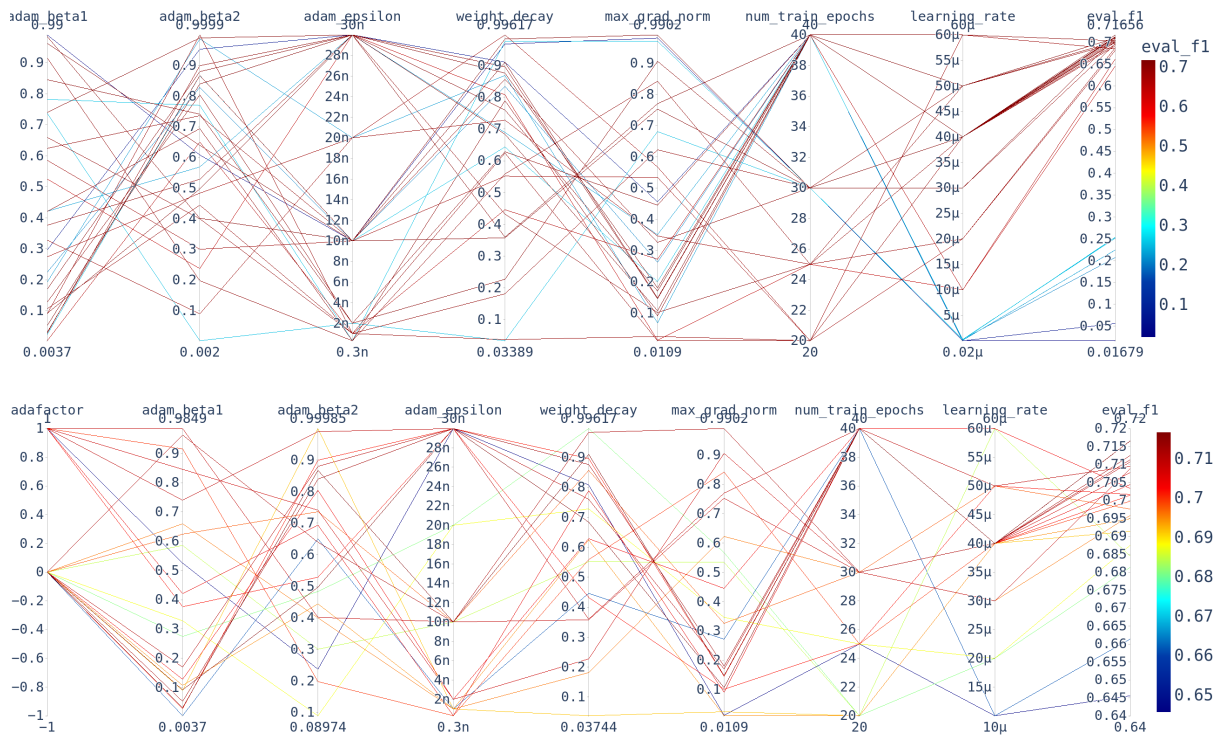 adam_beta1 adam_beta2 adam_epsilon weight_decay max_grad_norm num_train_epochs learning_rate eval_f1
0.99 0.9999 30n 0.99617 0.9902 40 60µ 0.71656
eval_f1
0.9 0.9 28n 0.9 0.9 38 55µ 0.7 0.65 0.7
0.8 0.8 26n 24n 0.8 0.8 36 50µ 45µ 0.6 0.55 0.6
0.7 0.7 22n 20n 0.7 0.7 34 40µ 0.5 0.45 0.5
0.6 0.6 18n 16n 0.6 0.6 32 35µ 0.4 0.4
0.5 0.5 14n 0.5 0.5 30 30µ 0.35 0.3
0.4 0.4 12n 0.4 0.4 28 25µ 0.3 0.25
0.3 0.3 10n 8n 0.3 0.3 26 20µ 15µ 0.2 0.2
0.2 0.2 6n 4n 0.2 0.2 24 10µ 0.15 0.1 0.1
0.1 0.1 2n 0.1 0.1 22 5µ 0.05
0.0037 0.002 0.3n 0.03389 0.0109 20 0.02µ 0.01679
adafactor adam_beta1 adam_beta2 adam_epsilon weight_decay max_grad_norm num_train_epochs learning_rate eval_f1
1 0.9849 0.99985 30n 0.99617 0.9902 40 60µ 0.72
1 0.9 0.9 28n 0.9 0.9 38 55µ 0.72 0.715 0.71
0.8 0.8 0.8 26n 24n 0.8 0.8 36 50µ 0.71 0.705 0.7
0.6 0.7 0.7 22n 20n 0.7 0.7 34 45µ 0.7 0.695
0.4 0.6 0.6 18n 0.6 0.6 32 40µ 0.69 0.69
0.2 0.5 0.5 16n 14n 0.5 0.5 30 35µ 0.685 0.68 0.68
0 0.4 0.4 12n 0.4 0.4 28 30µ 0.675 0.67
−0.2 0.3 0.3 10n 8n 0.3 0.3 26 25µ 0.67 0.665
−0.4 0.2 0.2 6n 0.2 0.2 24 20µ 0.66 0.66
−0.6 0.1 0.1 4n 0.1 0.1 22 15µ 0.655 0.65
−0.8 2n 0.645
−1 20 0.64
−1 0.0037 0.08974 0.3n 0.03744 0.0109 20 10µ 0.64